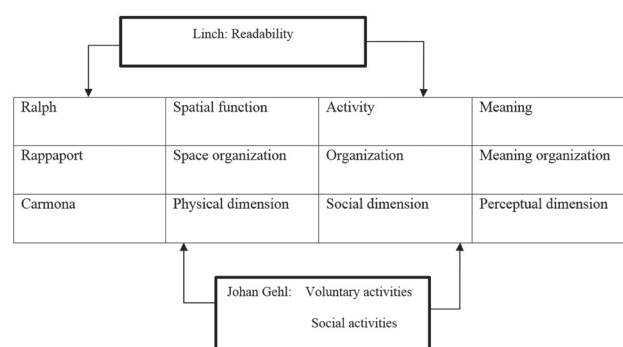 Linch: Readability
Ralph Spatial function Activity Meaning
Rappaport Space organization Organization Meaning organization
Carmona Physical dimension Social dimension Perceptual dimension
Johan Gehl: Voluntary activities
Social activities